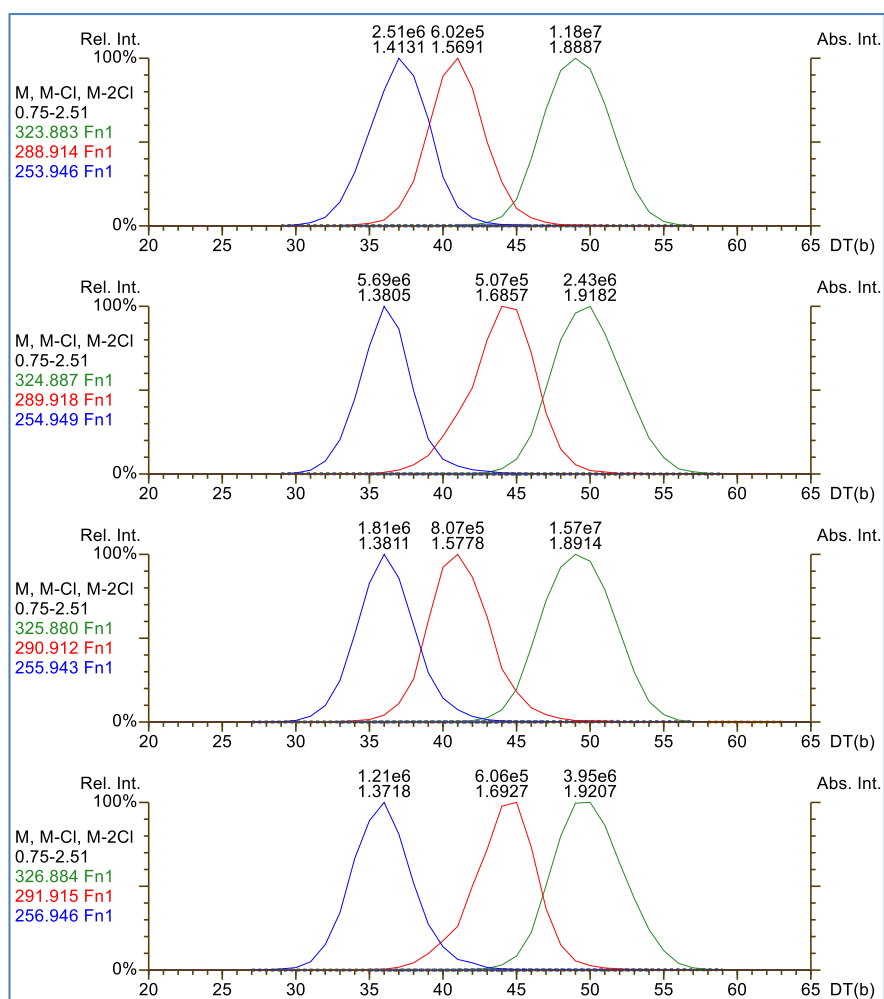 Rel. Int. 2.51e6 6.02e5 1.18e7 Abs. Int.
1.4131 1.5691 1.8887
100%
M, M-Cl, M-2Cl
0.75-2.51
323.883 Fn1
288.914 Fn1
253.946 Fn1
0%
20 25 30 35 40 45 50 55 60 65 DT(b)
Rel. Int. 5.69e6 5.07e5 2.43e6 Abs. Int.
1.3805 1.6857 1.9182
100%
M, M-Cl, M-2Cl
0.75-2.51
324.887 Fn1
289.918 Fn1
254.949 Fn1
0%
20 25 30 35 40 45 50 55 60 65 DT(b)
Rel. Int. 1.81e6 8.07e5 1.57e7 Abs. Int.
1.3811 1.5778 1.8914
100%
M, M-Cl, M-2Cl
0.75-2.51
325.880 Fn1
290.912 Fn1
255.943 Fn1
0%
20 25 30 35 40 45 50 55 60 65 DT(b)
Rel. Int. 1.21e6 6.06e5 3.95e6 Abs. Int.
1.3718 1.6927 1.9207
100%
M, M-Cl, M-2Cl
0.75-2.51
326.884 Fn1
291.915 Fn1
256.946 Fn1
0%
20 25 30 35 40 45 50 55 60 65 DT(b)